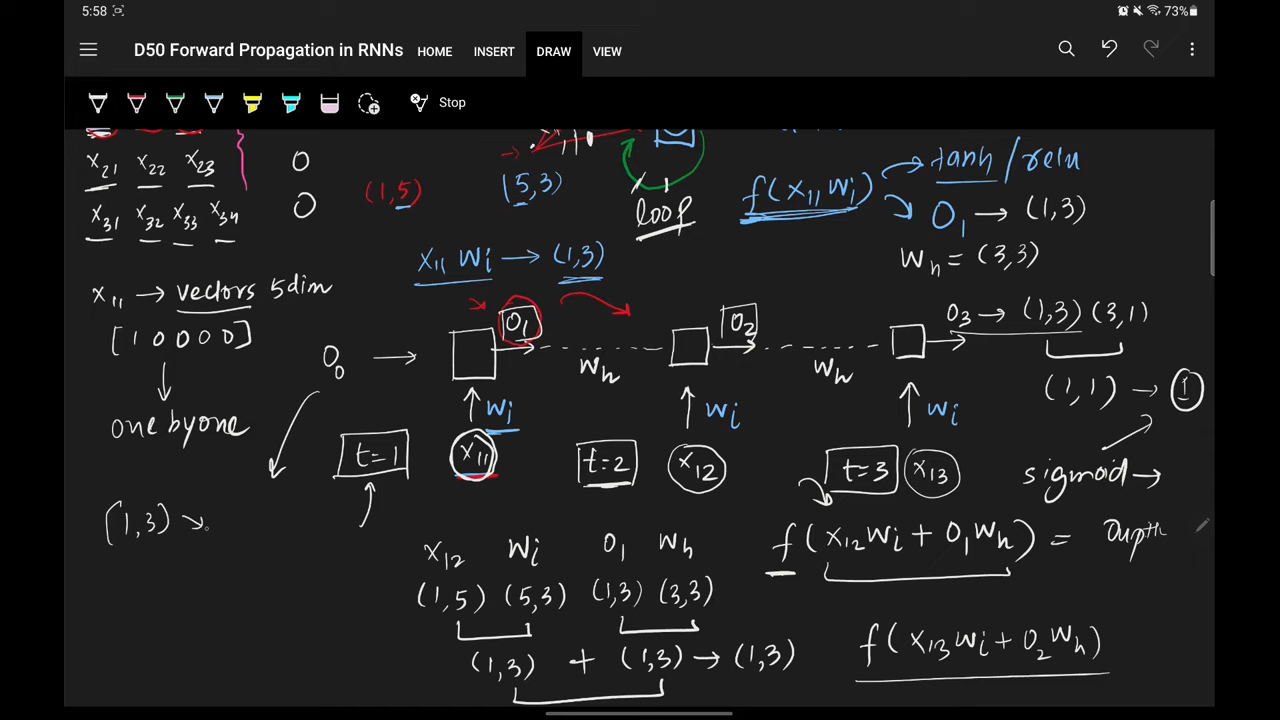 5:58
73%
D50 Forward Propagation in RNNs HOME INSERT DRAW VIEW
Stop
x21 x22 x23 0
x31 x32 x33 x34 0
(1,5) (5,3)
loop
f(x11 wi) tanh / relu
O1 → (1,3)
wh = (3,3)
x11 wi → (1,3)
x11 → vectors 5dim
[1 0 0 0 0]
one by one
O0 → O1 wh O2 wh O3 → (1,3) (3,1)
(1,1) → 1
wi wi wi
t=1 x11 t=2 x12 t=3 x13
sigmoid →
(1,3) →
f(x12 wi + O1 wh) =
x12 wi O1 wh
(1,5) (5,3) (1,3) (3,3)
(1,3) + (1,3) → (1,3)
f(x13 wi + O2 wh)